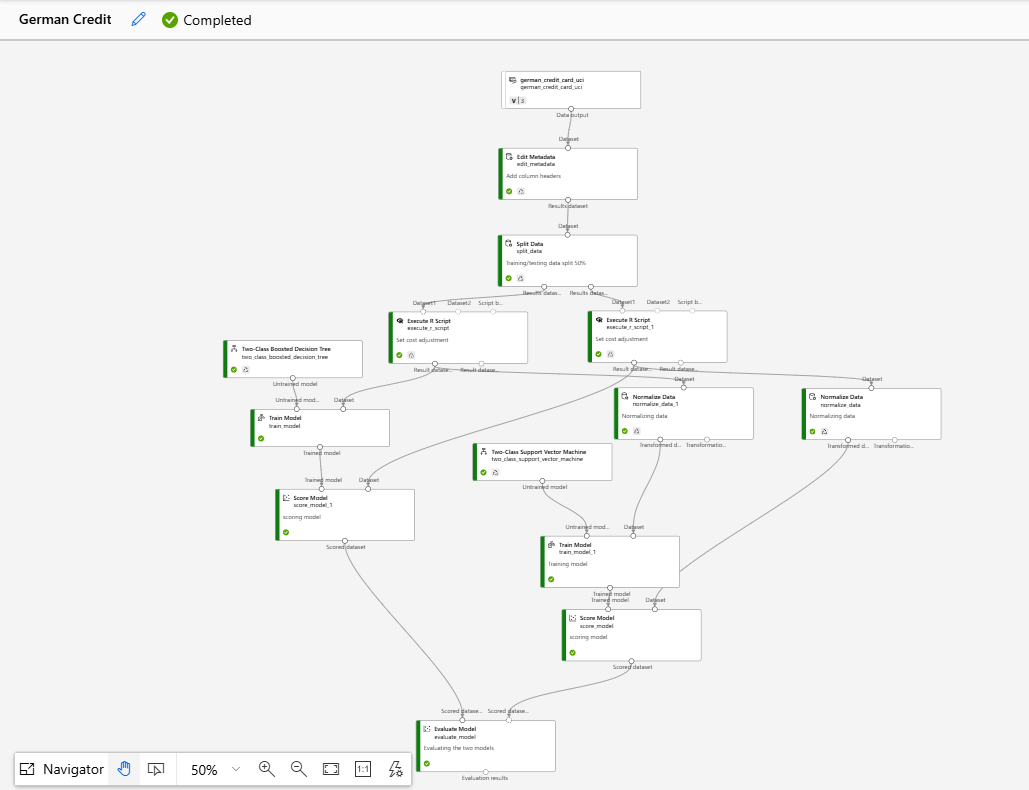 German Credit
Completed
german_credit_card_uci
german_credit_card_uci
v 3
Data output
Dataset
Edit Metadata
edit_metadata
Add column headers
Results dataset
Dataset
Split Data
split_data
Training/testing data split 50%
Results datas...
Results datas...
Dataset1
Dataset2
Script b...
Dataset1
Dataset2
Script b...
Execute R Script
execute_r_script
Set cost adjustment
Execute R Script
execute_r_script_1
Set cost adjustment
Result datase...
Result datase...
Result datase...
Result datase...
Two-Class Boosted Decision Tree
two_class_boosted_decision_tree
Untrained model
Dataset
Dataset
Normalize Data
normalize_data_1
Normalizing data
Normalize Data
normalize_data
Normalizing data
Transformed d...
Transformatio...
Transformed d...
Transformatio...
Untrained mod...
Dataset
Train Model
train_model
Trained model
Two-Class Support Vector Machine
two_class_support_vector_machine
Untrained model
Trained model
Dataset
Score Model
score_model_1
scoring model
Scored dataset
Untrained mod...
Dataset
Train Model
train_model_1
Training model
Trained model
Trained model
Dataset
Score Model
score_model
scoring model
Scored dataset
Scored datase...
Scored datase...
Evaluate Model
evaluate_model
Evaluating the two models
Evaluation results
Navigator
50%
1:1